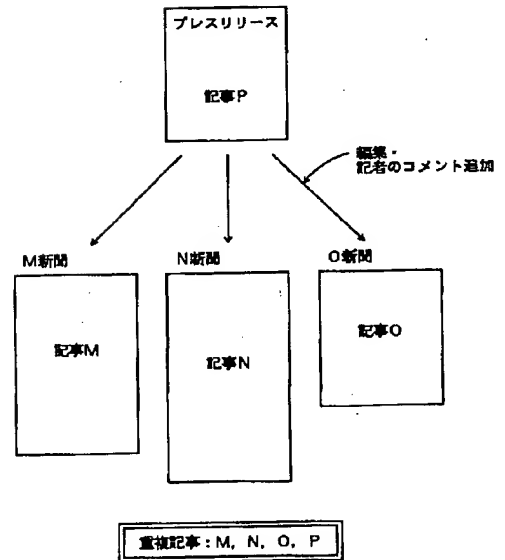 プレスリリース
記事P
編集・
記者のコメント追加
M新聞
N新聞
O新聞
記事M
記事N
記事O
重複記事：M，N，O，P